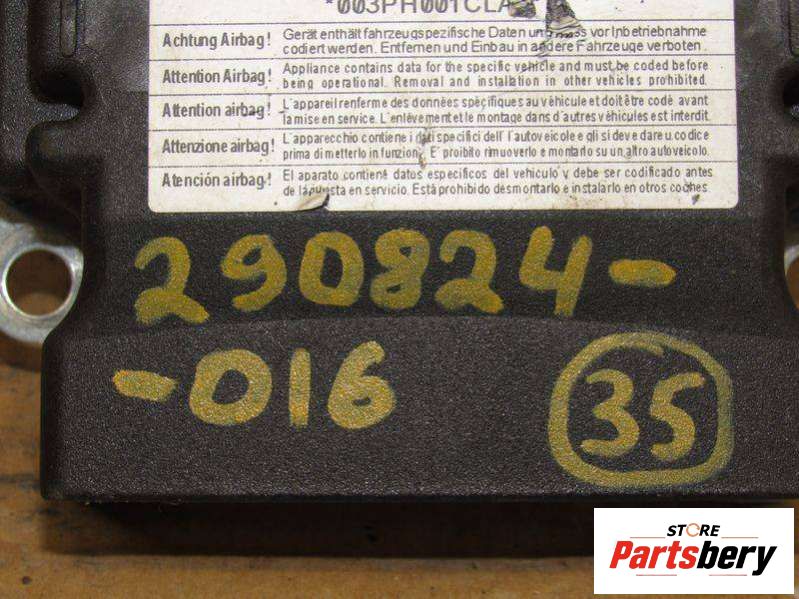 *003PH001CLA
Achtung Airbag!
Gerät enthält fahrzeugspezifische Daten und muss vor Inbetriebnahme
codiert werden. Entfernen und Einbau in andere Fahrzeuge verboten.
Attention Airbag!
Appliance contains data for the specific vehicle and must be coded before
being operational. Removal and installation in other vehicles prohibited.
Attention airbag!
L'appareil renferme des données spécifiques au véhicule et doit être codé avant
la mise en service. L'enlèvement et le montage dans d'autres véhicules est interdit.
Attenzione airbag!
L'apparecchio contiene i dati specifici dell'autoveicolo e gli si deve dare u. codice
prima di metterlo in funzion. E' proibito rimuoverlo e montarlo su un altro autoveicolo.
Atención airbag!
El aparato contiene datos especificos del vehiculo y debe ser codificado antes
de la puesta en servicio. Está prohibido desmontarlo e instalarlo en otros coches.
290824-
-016
35
STORE
Partsbery